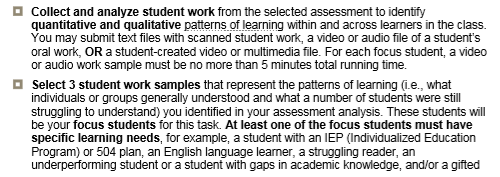 Collect and analyze student work from the selected assessment to identify
quantitative and qualitative patterns of learning within and across learners in the class.
You may submit text files with scanned student work, a video or audio file of a student's
oral work, OR a student-created video or multimedia file. For each focus student, a video
or audio work sample must be no more than 5 minutes total running time.
Select 3 student work samples that represent the patterns of learning (i.e., what
individuals or groups generally understood and what a number of students were still
struggling to understand) you identified in your assessment analysis. These students will
be your focus students for this task. At least one of the focus students must have
specific learning needs, for example, a student with an IEP (Individualized Education
Program) or 504 plan, an English language learner, a struggling reader, an
underperforming student or a student with gaps in academic knowledge, and/or a gifted